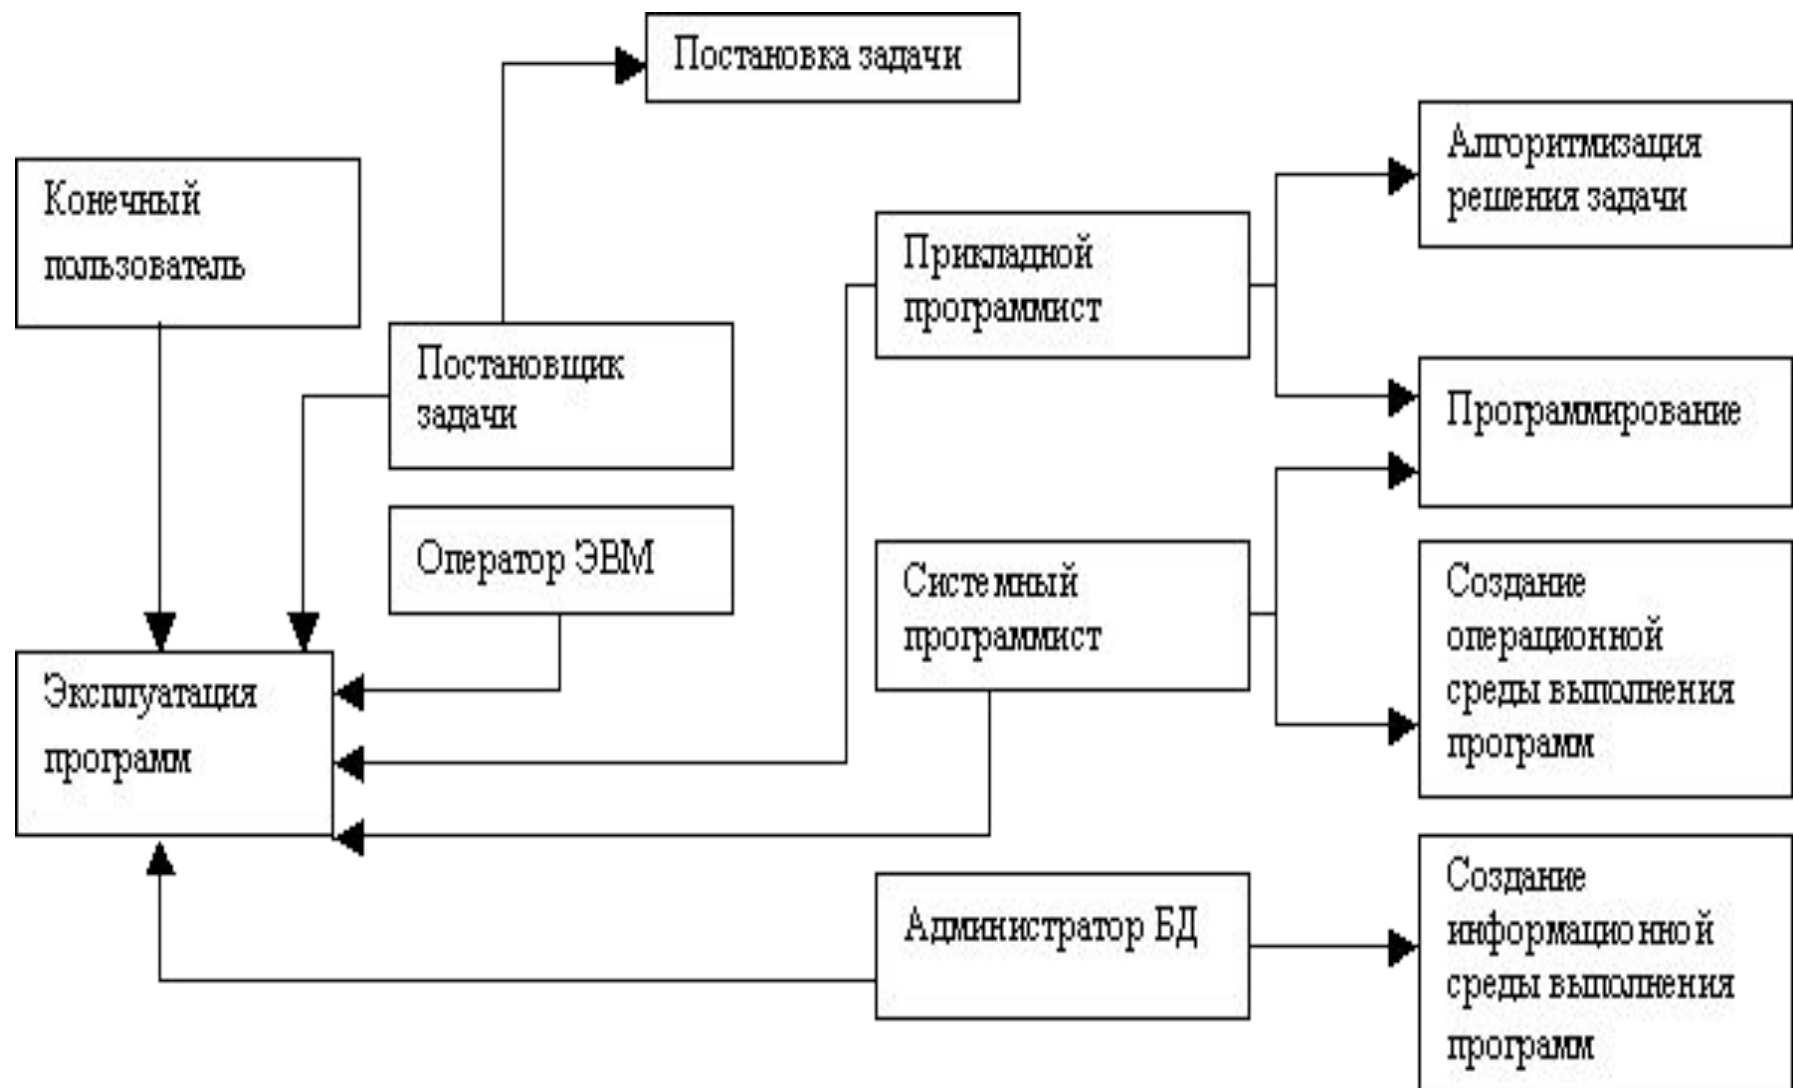 Постановка задачи
Конечный
пользователь
Постановщик
задачи
Оператор ЭВМ
Эксплуатация
программ
Прикладной
программист
Системный
программист
Администратор БД
Алгоритмизация
решения задачи
Программирование
Создание
операционной
среды выполнения
программ
Создание
информационной
среды выполнения
программ